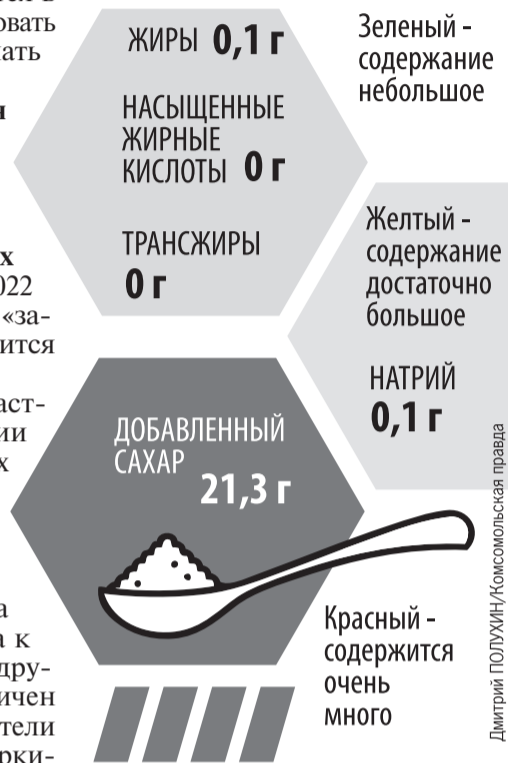 ЖИРЫ 0,1 г
НАСЫЩЕННЫЕ
ЖИРНЫЕ
КИСЛОТЫ 0 г
ТРАНСЖИРЫ
0 г
Зеленый -
содержание
небольшое
Желтый -
содержание
достаточно
большое
НАТРИЙ
0,1 г
ДОБАВЛЕННЫЙ
САХАР
21,3 г
Красный -
содержится
очень
много
Дмитрий ПОЛУХИН/Комсомольская правда